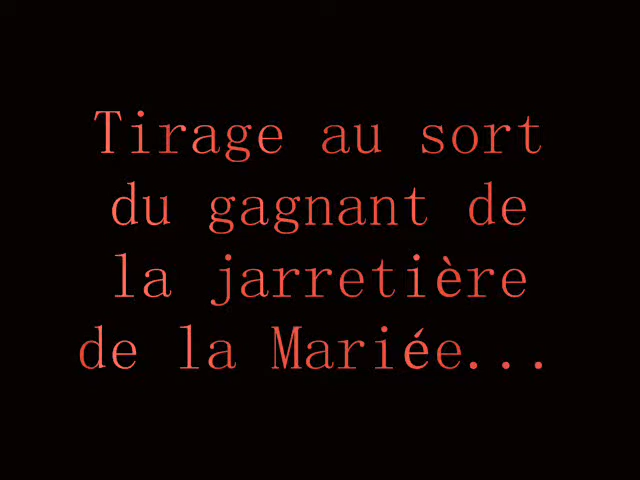 Tirage au sort
du gagnant de
la jarretière
de la Mariée...